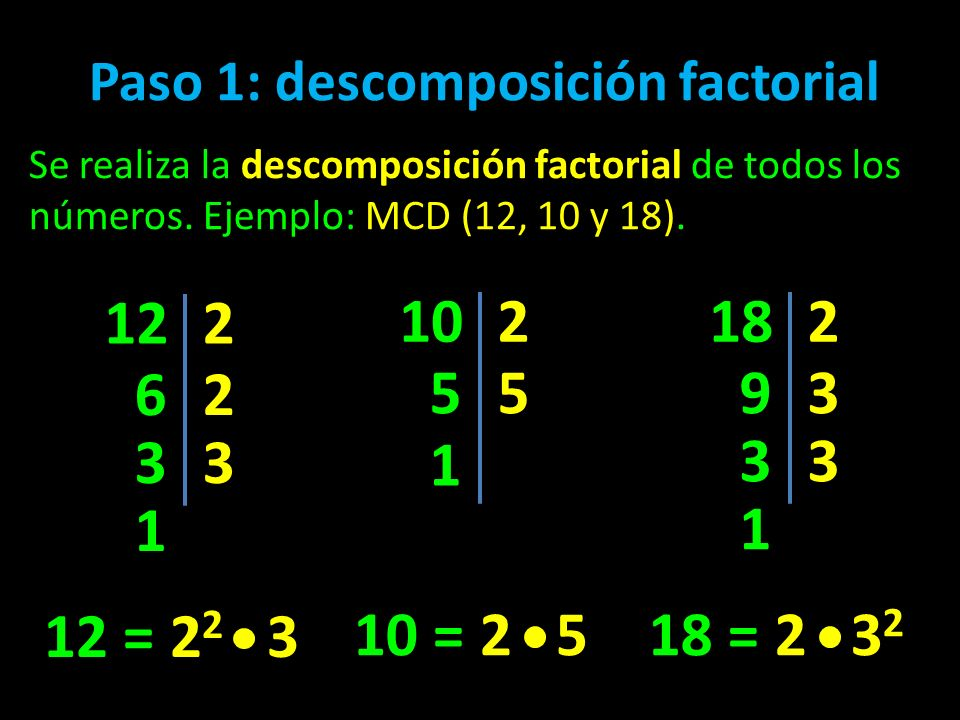 Paso 1: descomposición factorial
Se realiza la descomposición factorial de todos los
números. Ejemplo: MCD (12, 10 y 18).
12 2
6 2
3 3
1
10 2
5 5
1
18 2
9 3
3 3
1
12 = 2² • 3
10 = 2 • 5
18 = 2 • 3²